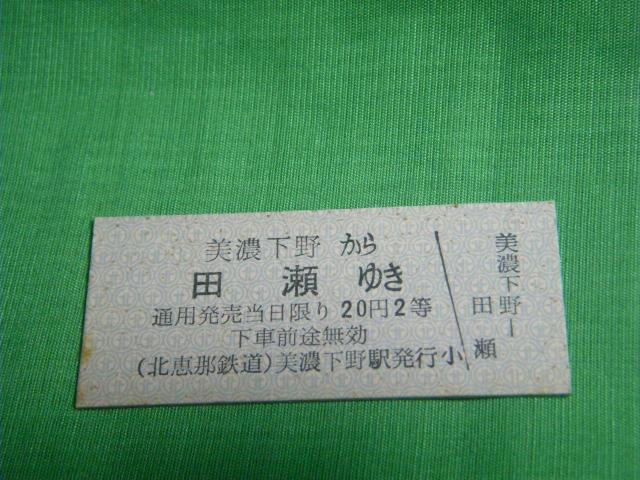 美濃下野から
田瀬ゆき
通用発売当日限り 20円2等
下車前途無効
(北恵那鉄道)美濃下野駅発行小
美濃下野ー
田瀬